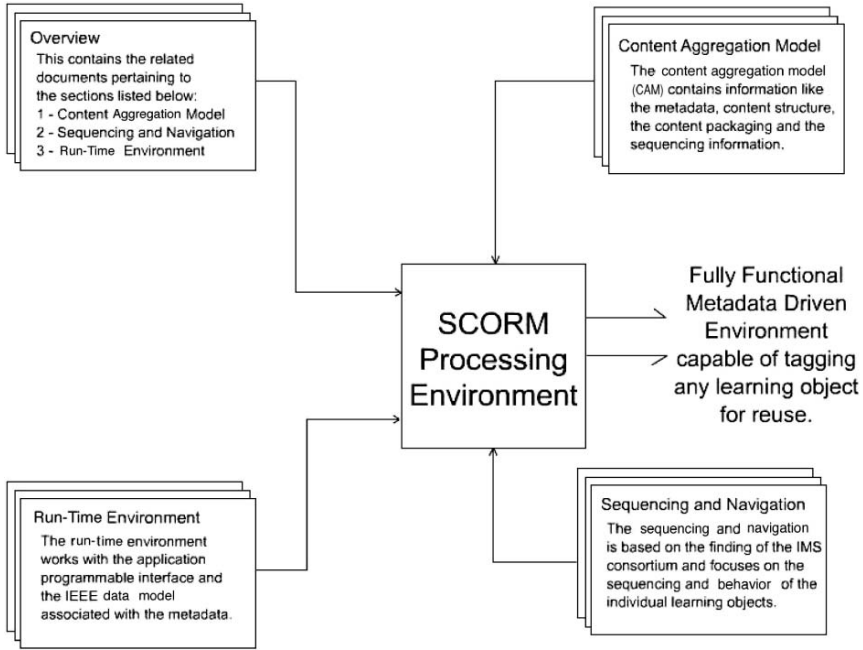 Overview
This contains the related
documents pertaining to
the sections listed below:
1 - Content Aggregation Model
2 - Sequencing and Navigation
3 - Run-Time Environment
Content Aggregation Model
The content aggregation model
(CAM) contains information like
the metadata, content structure,
the content packaging and the
sequencing information.
SCORM
Processing
Environment
Fully Functional
Metadata Driven
Environment
capable of tagging
any learning object
for reuse.
Run-Time Environment
The run-time environment
works with the application
programmable interface and
the IEEE data model
associated with the metadata.
Sequencing and Navigation
The sequencing and navigation
is based on the finding of the IMS
consortium and focuses on the
sequencing and behavior of the
individual learning objects.